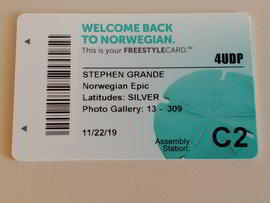 WELCOME BACK
TO NORWEGIAN.
This is your FREESTYLECARD.™
4UDP
STEPHEN GRANDE
Norwegian Epic
Latitudes: SILVER
Photo Gallery: 13 - 309
11/22/19
Assembly
Station:
C2